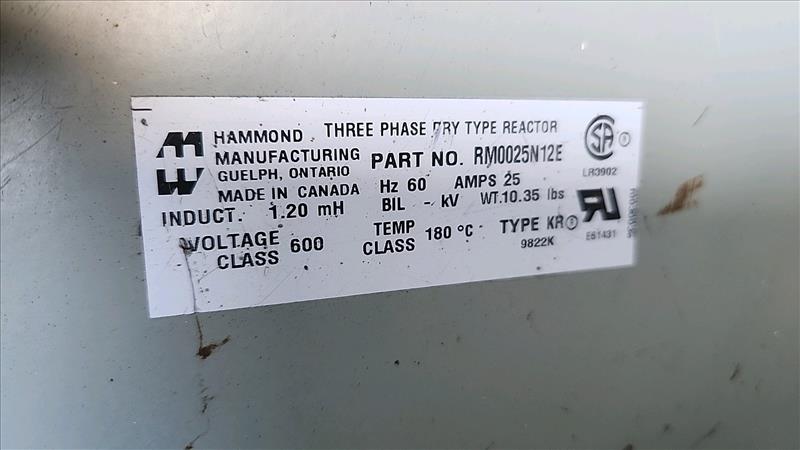 HAMMOND
MANUFACTURING
GUELPH, ONTARIO
MADE IN CANADA
THREE PHASE DRY TYPE REACTOR
PART NO. RM0025N12E
Hz 60 AMPS 25
BIL - kV WT. 10.35 lbs
INDUCT. 1.20 mH
VOLTAGE CLASS 600
TEMP CLASS 180 °C
TYPE KR
9822K
CSA
LR3902
E61431